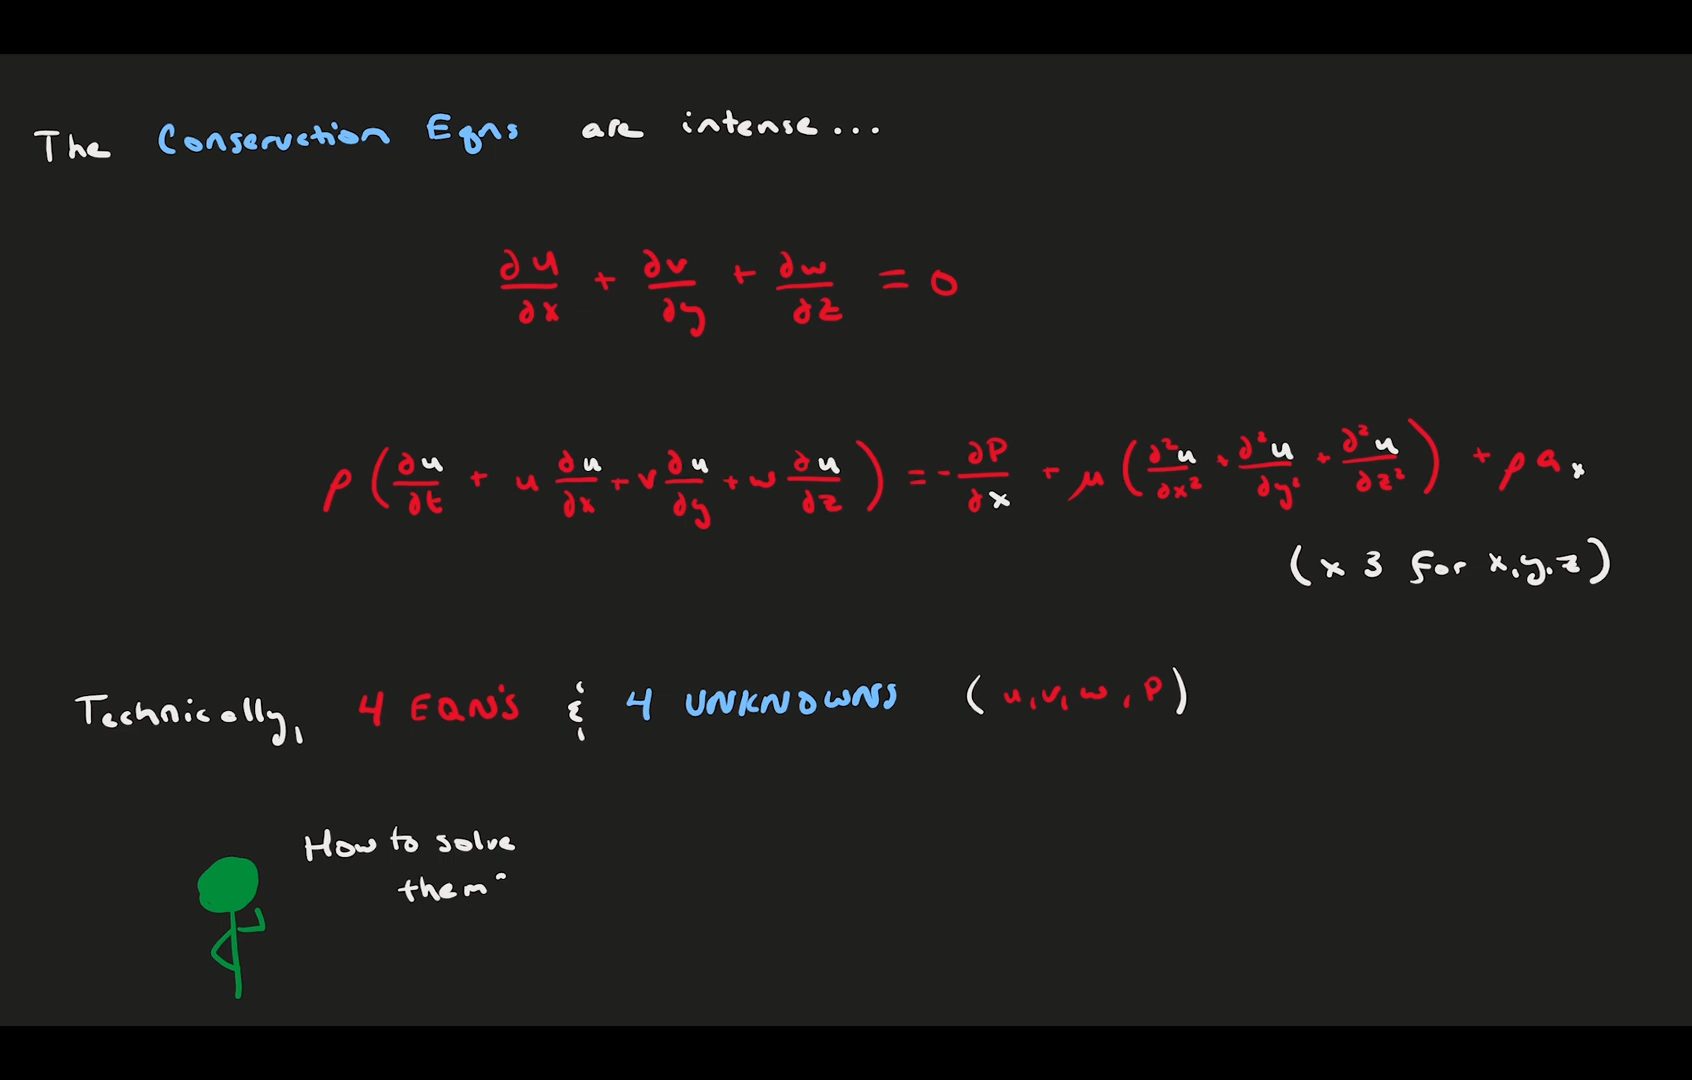 The Conservation Eqns are intense...
∂u/∂x + ∂v/∂y + ∂w/∂z = 0
ρ(∂u/∂t + u ∂u/∂x + v ∂u/∂y + w ∂u/∂z) = -∂P/∂x + μ(∂²u/∂x² + ∂²u/∂y² + ∂²u/∂z²) + ρ a_x
(x 3 for x,y,z)
Technically, 4 EQN'S & 4 UNKNOWNS (u,v,w,P)
How to solve
them